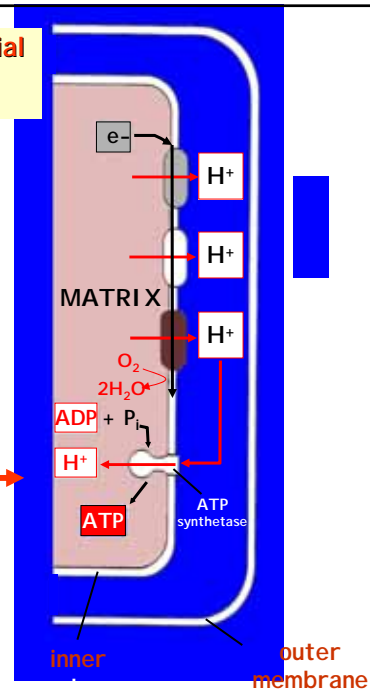 ial
e-
H+
H+
MATRIX
H+
O2
2H2O
ADP + Pi
H+
ATP
synthetase
ATP
inner
outer
membrane